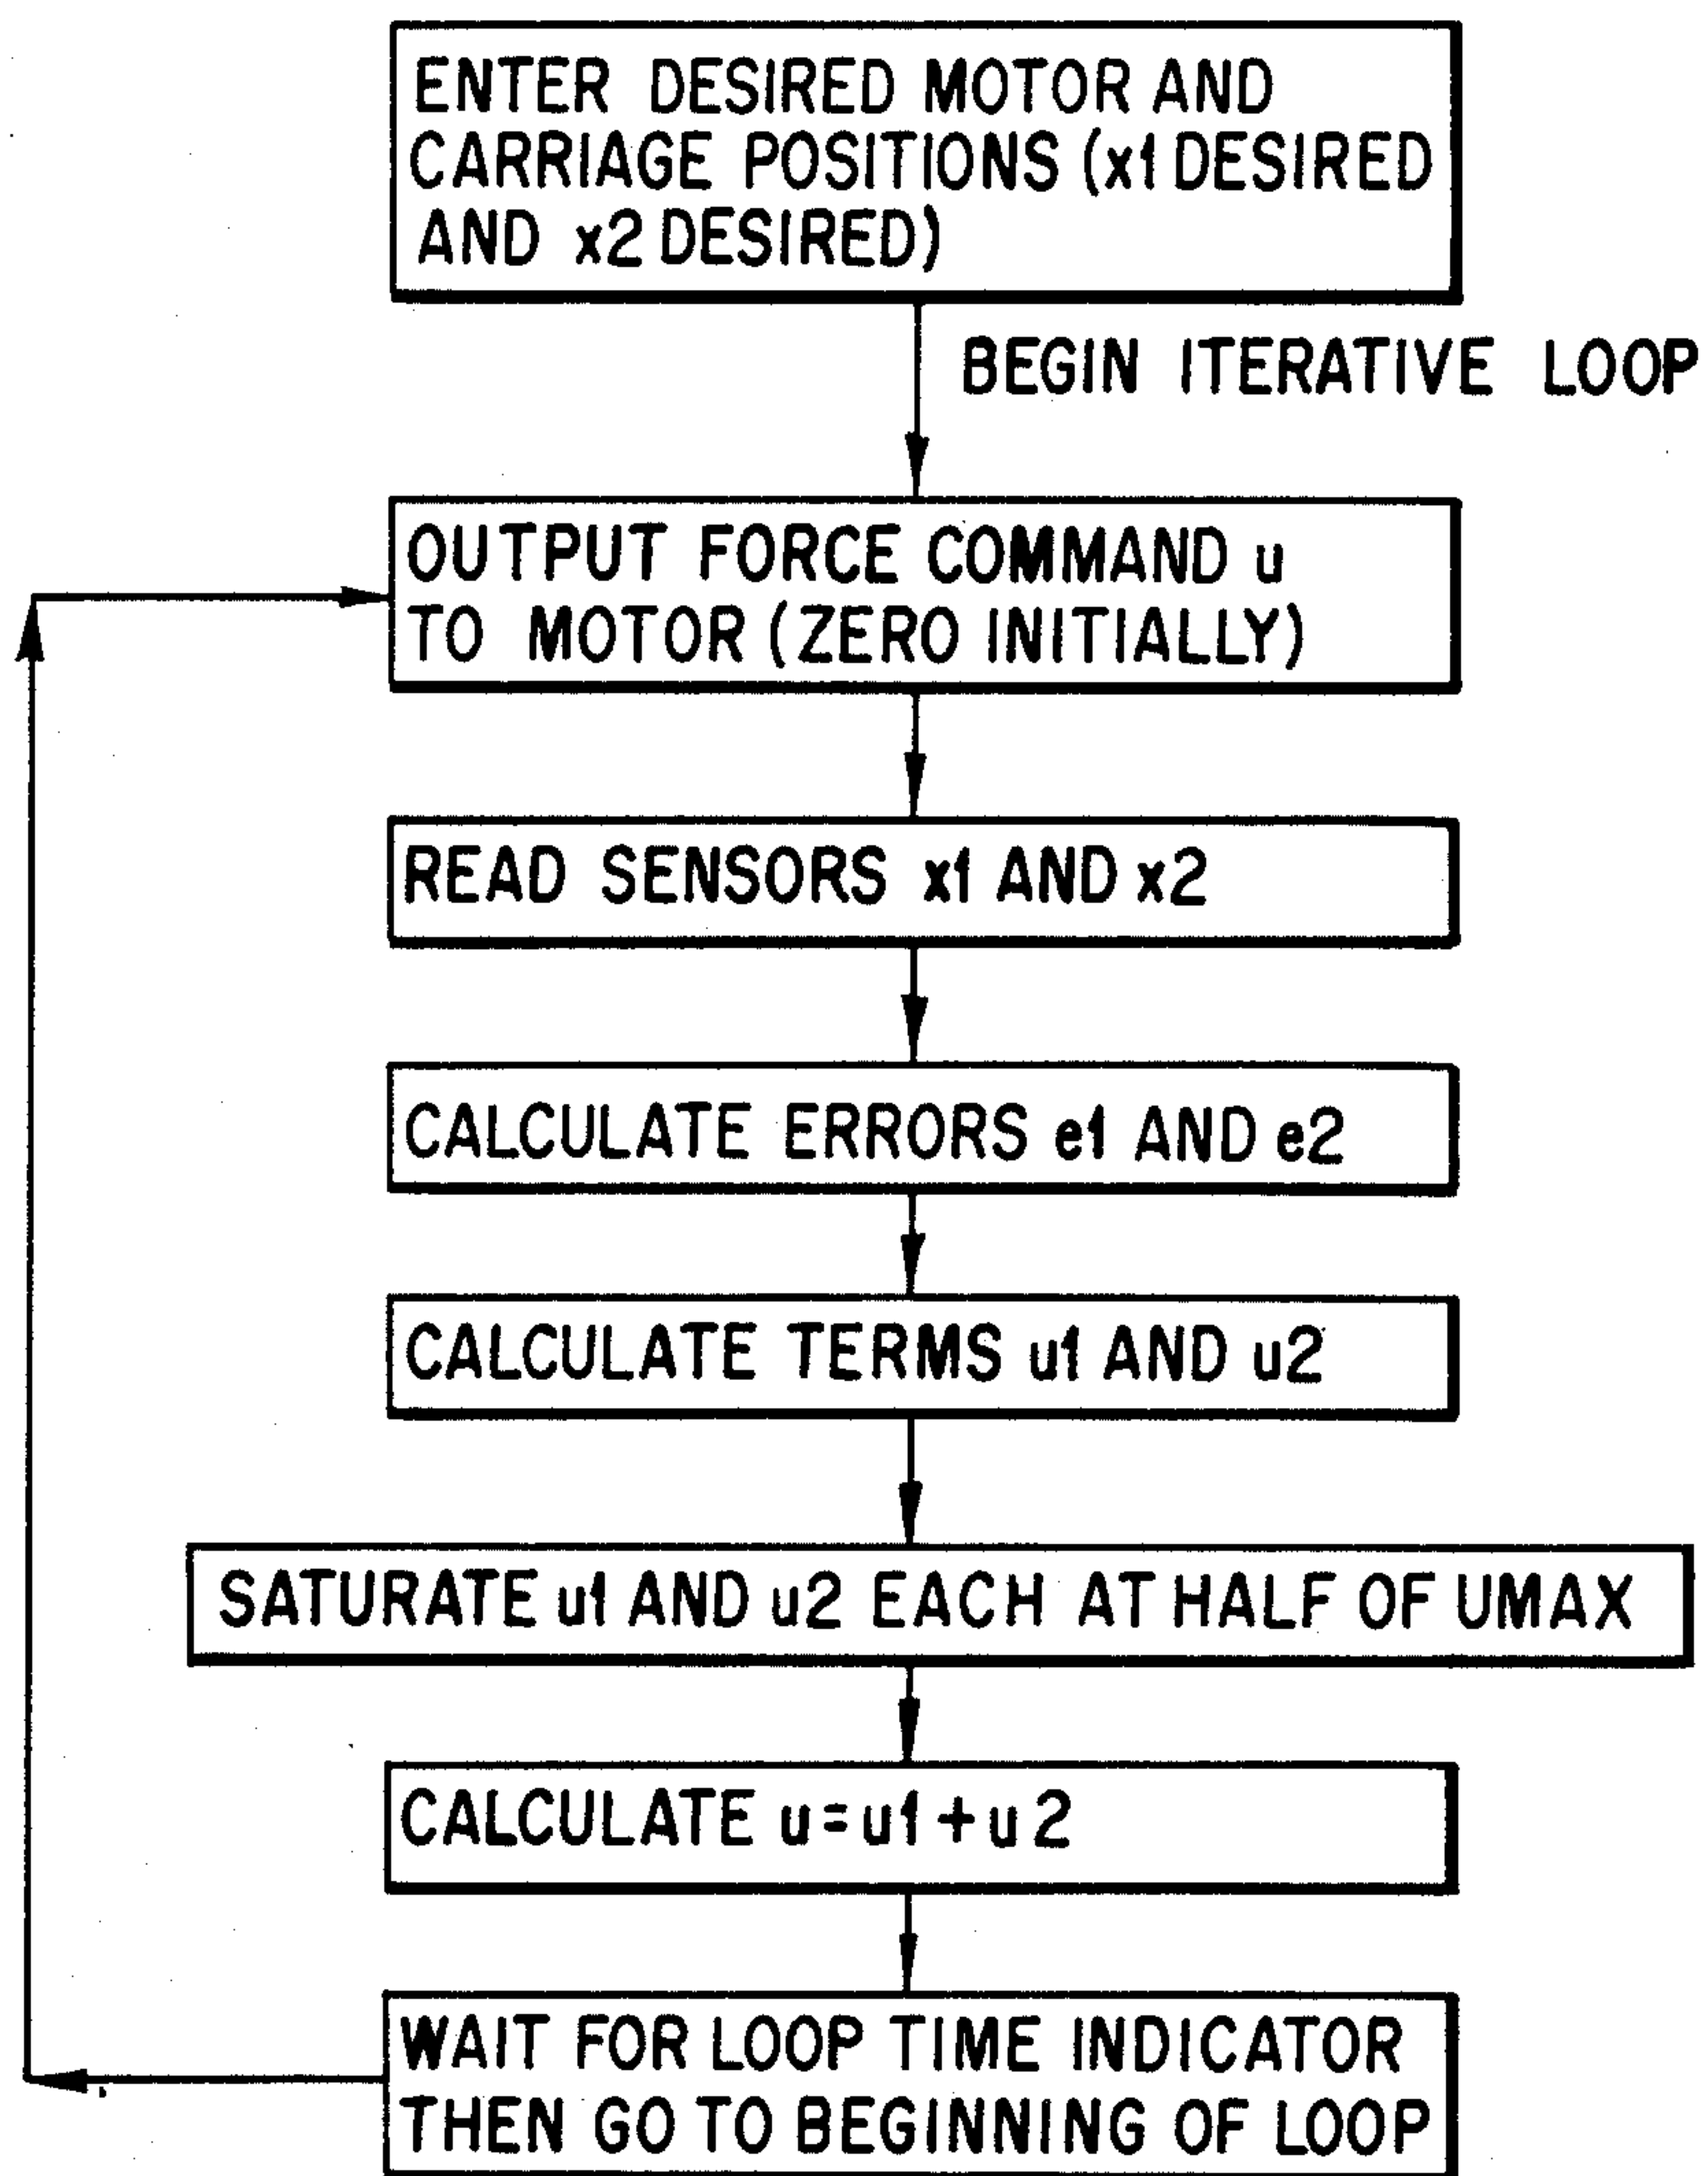 ENTER DESIRED MOTOR AND
CARRIAGE POSITIONS (x1 DESIRED
AND x2 DESIRED)
BEGIN ITERATIVE LOOP
OUTPUT FORCE COMMAND u
TO MOTOR (ZERO INITIALLY)
READ SENSORS x1 AND x2
CALCULATE ERRORS e1 AND e2
CALCULATE TERMS u1 AND u2
SATURATE u1 AND u2 EACH AT HALF OF UMAX
CALCULATE u=u1+u2
WAIT FOR LOOP TIME INDICATOR
THEN GO TO BEGINNING OF LOOP